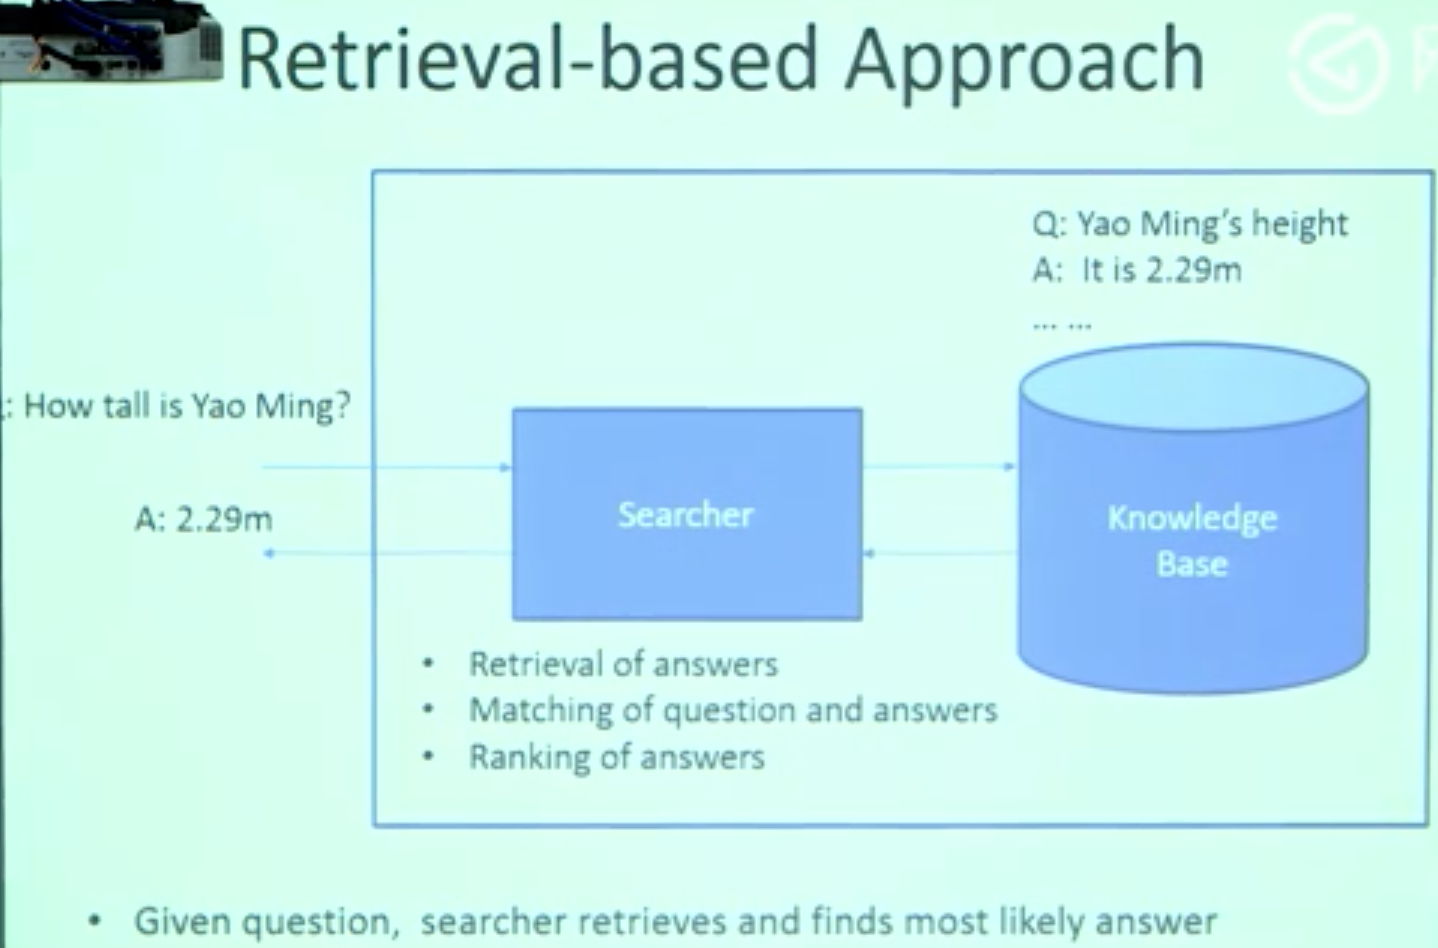 Retrieval-based Approach
Q: Yao Ming's height
A: It is 2.29m
... ...
: How tall is Yao Ming?
A: 2.29m
Searcher
Knowledge
Base
• Retrieval of answers
• Matching of question and answers
• Ranking of answers
• Given question, searcher retrieves and finds most likely answer